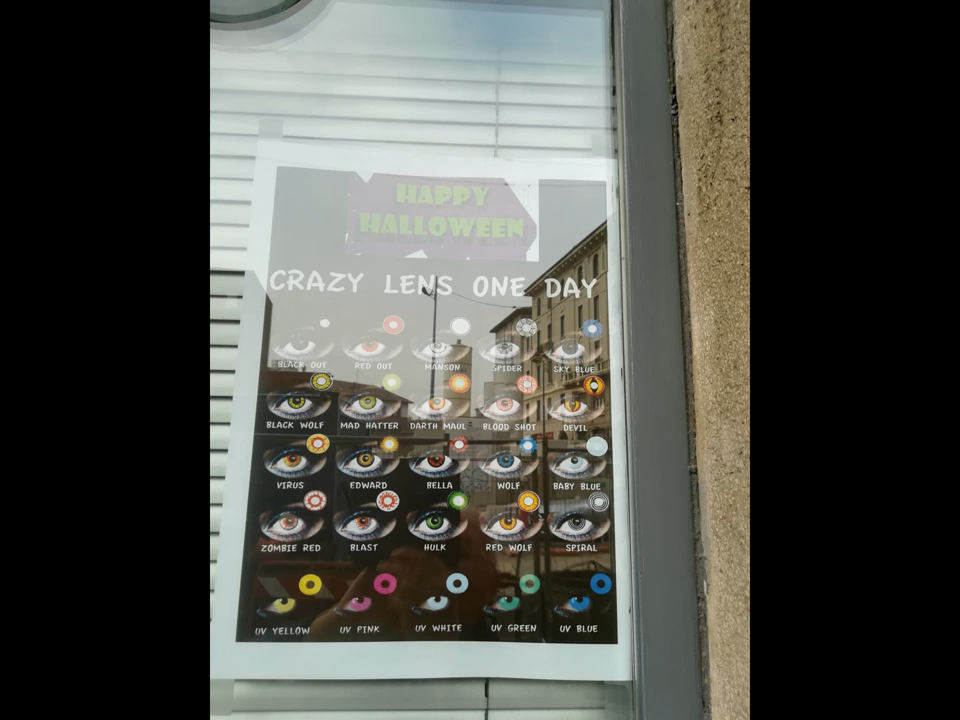 HAPPY
HALLOWEEN
CRAZY LENS ONE DAY
BLACK OUT RED OUT MANSON SPIDER SKY BLUE
BLACK WOLF MAD HATTER DARTH MAUL BLOOD SHOT DEVIL
VIRUS EDWARD BELLA WOLF BABY BLUE
ZOMBIE RED BLAST HULK RED WOLF SPIRAL
UV YELLOW UV PINK UV WHITE UV GREEN UV BLUE